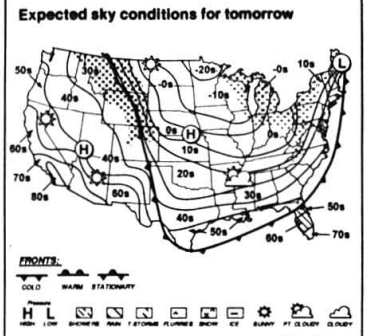 Expected sky conditions for tomorrow
50s 30s -20s -0s 10s L
40s -0s -10s
60s H 0s H 0s
40s 10s
70s 20s
80s 60s 30s
40s 50s
50s 60s 70s
FRONTS:
COLD WARM STATIONARY
Pressure
H L
HIGH LOW SHOWERS RAIN T-STORMS FLURRIES SNOW ICE SUNNY PT. CLOUDY CLOUDY